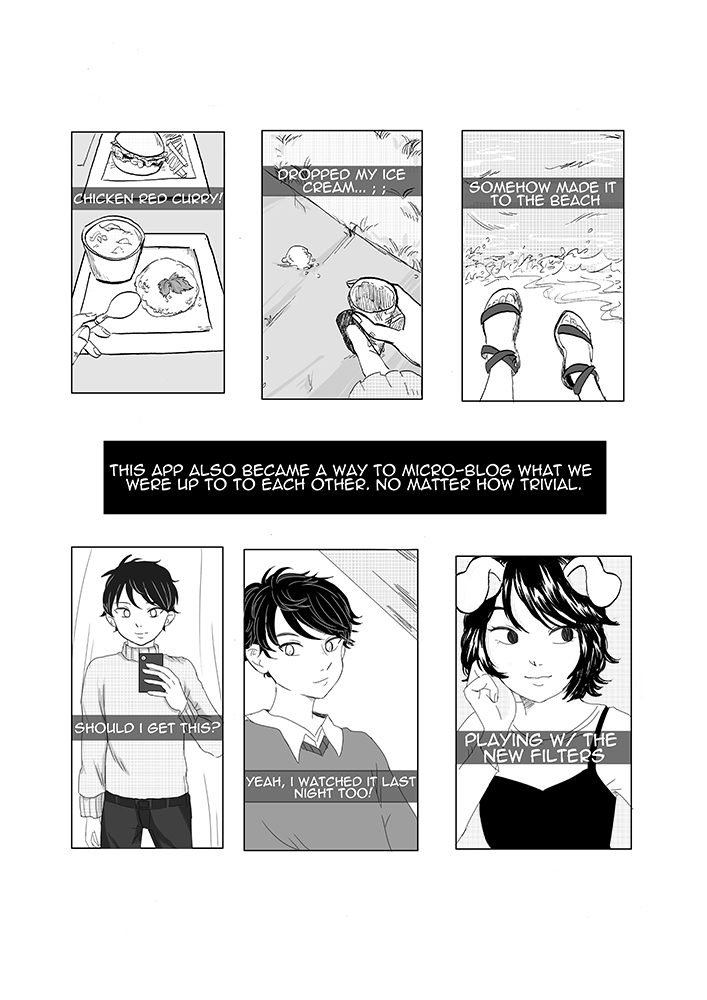 CHICKEN RED CURRY!
DROPPED MY ICE
CREAM... ; ;
SOMEHOW MADE IT
TO THE BEACH
THIS APP ALSO BECAME A WAY TO MICRO-BLOG WHAT WE
WERE UP TO TO EACH OTHER. NO MATTER HOW TRIVIAL.
SHOULD I GET THIS?
YEAH, I WATCHED IT LAST
NIGHT TOO!
PLAYING W/ THE
NEW FILTERS